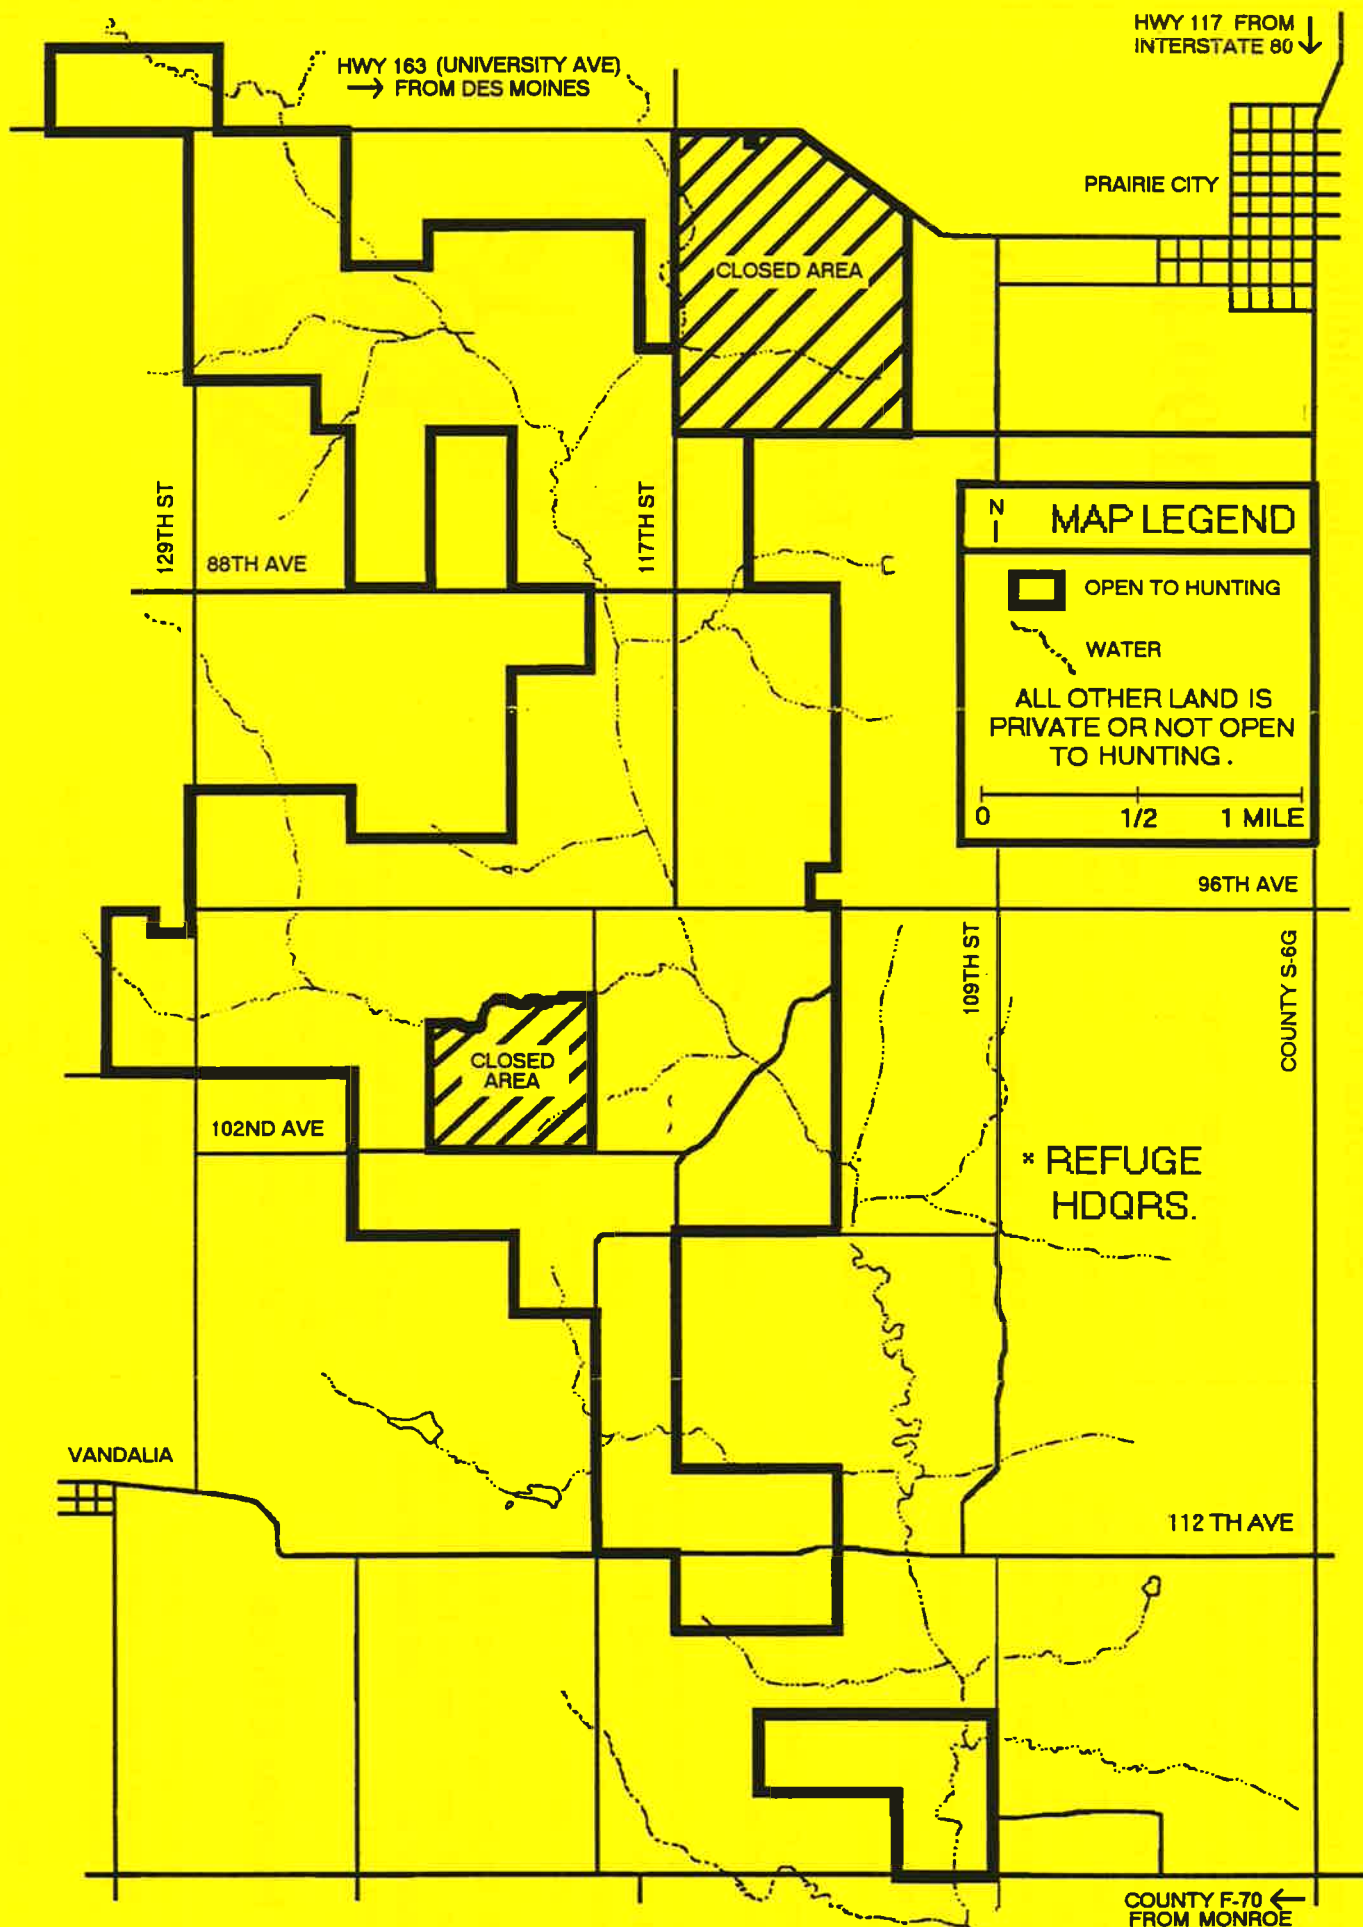 HWY 117 FROM
INTERSTATE 80 ↓
HWY 163 (UNIVERSITY AVE)
→ FROM DES MOINES
PRAIRIE CITY
CLOSED AREA
129TH ST
117TH ST
88TH AVE
N
MAP LEGEND
OPEN TO HUNTING
WATER
ALL OTHER LAND IS
PRIVATE OR NOT OPEN
TO HUNTING.
0 1/2 1 MILE
96TH AVE
109TH ST
COUNTY S-6G
CLOSED
AREA
102ND AVE
× REFUGE
HDQRS.
VANDALIA
112 TH AVE
COUNTY F-70 ←
FROM MONROE